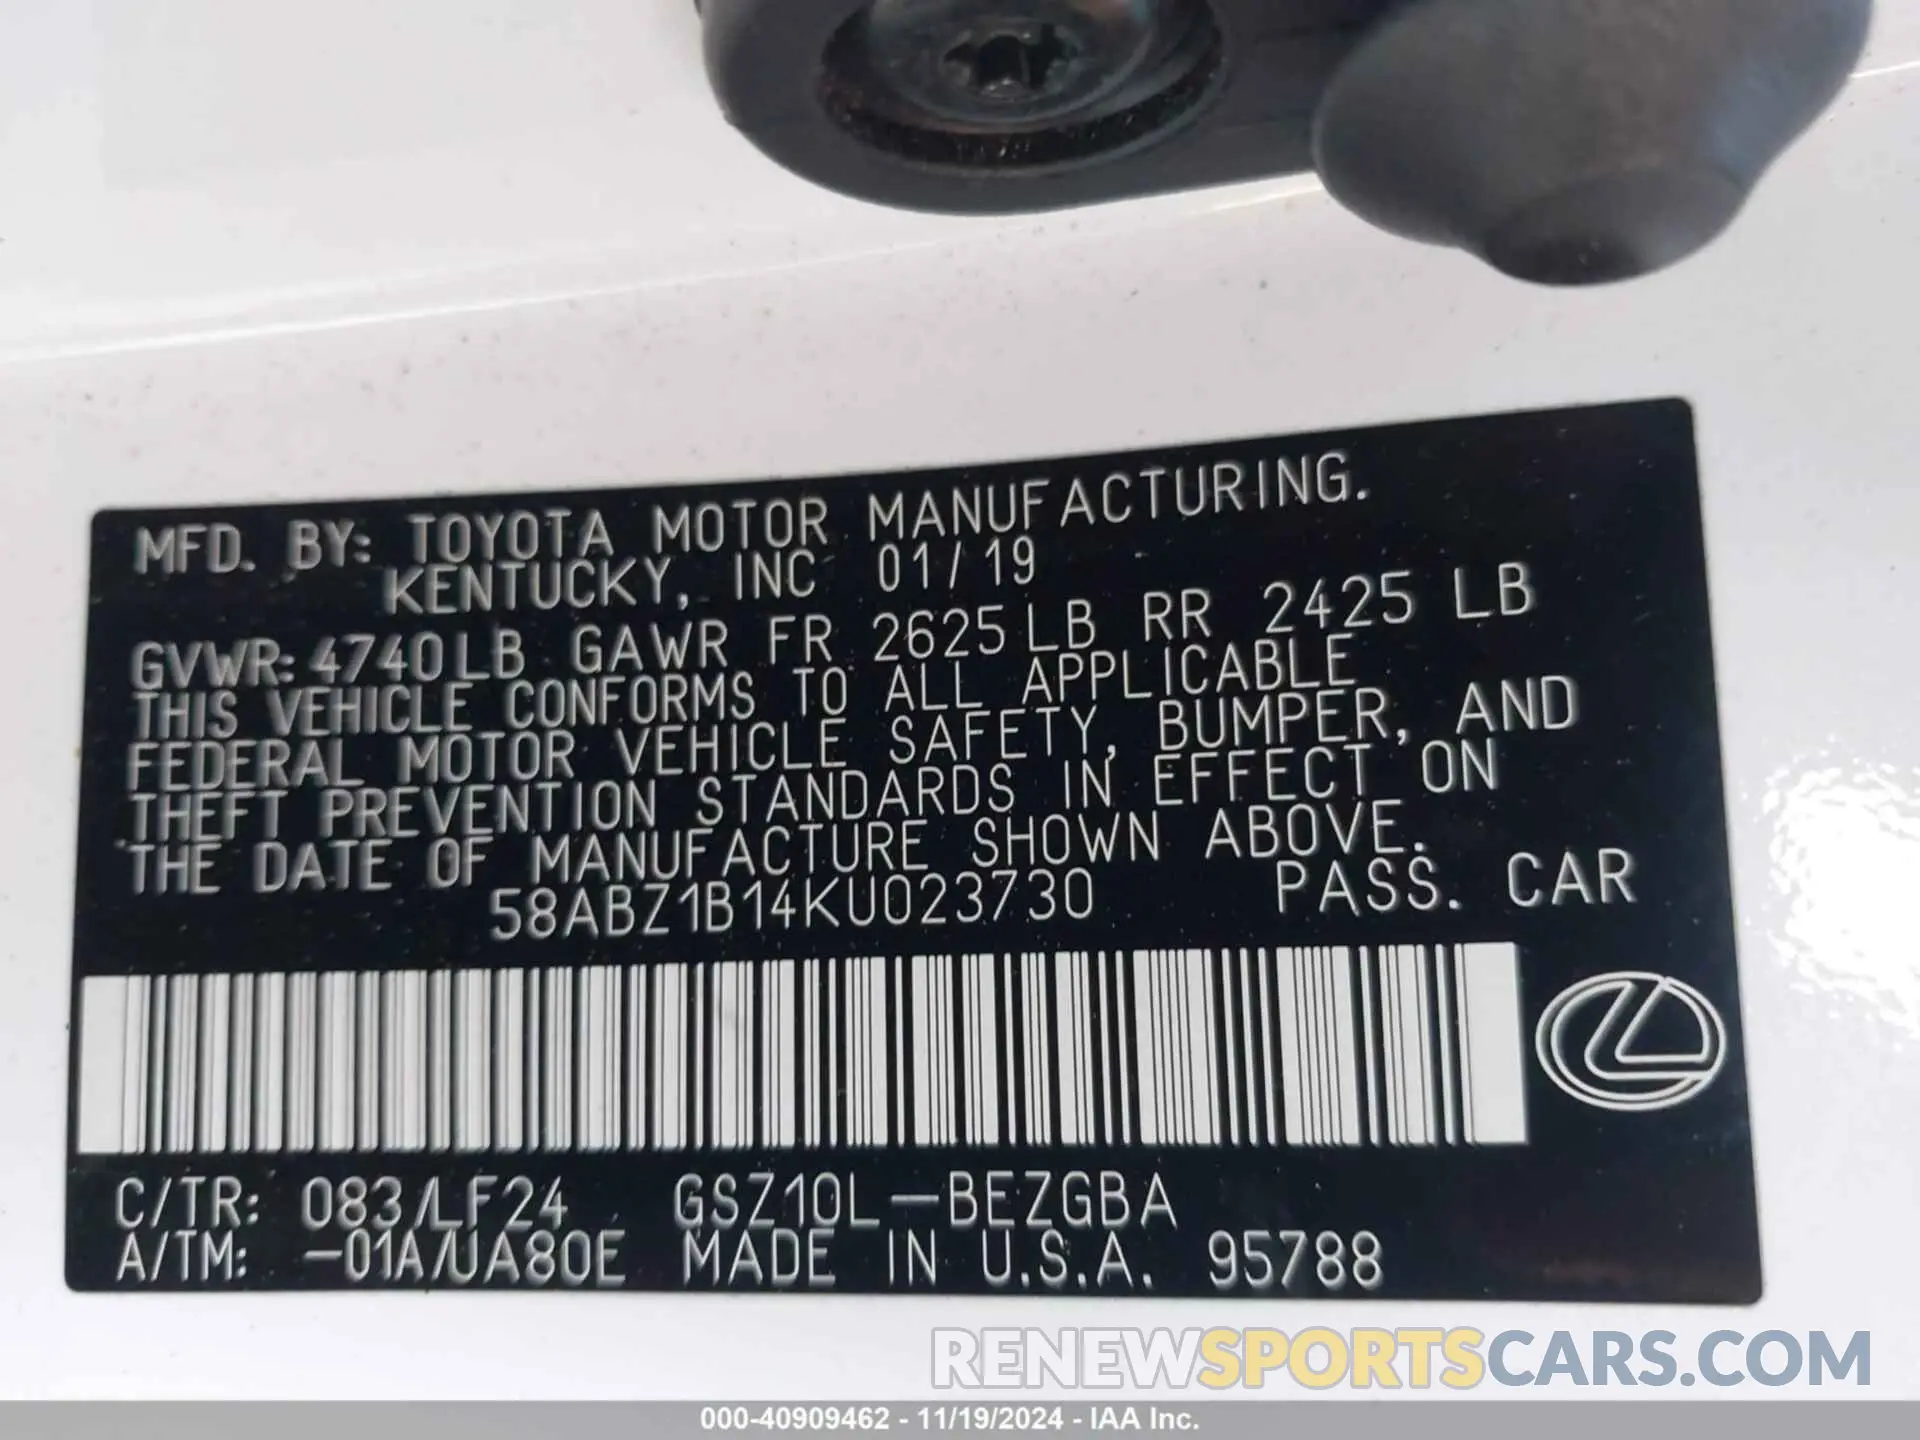 MFD. BY: TOYOTA MOTOR MANUFACTURING.
KENTUCKY, INC 01/19
GVWR: 4740LB GAWR FR 2625LB RR 2425 LB
THIS VEHICLE CONFORMS TO ALL APPLICABLE
FEDERAL MOTOR VEHICLE SAFETY, BUMPER, AND
THEFT PREVENTION STANDARDS IN EFFECT ON
THE DATE OF MANUFACTURE SHOWN ABOVE.
58ABZ1B14KU023730 PASS. CAR
C/TR: 083/LF24 GSZ10L-BEZGBA
A/TM: -01A/UA80E MADE IN U.S.A. 95788
RENEWSPORTSCARS.COM
000-40909462 - 11/19/2024 - IAA Inc.